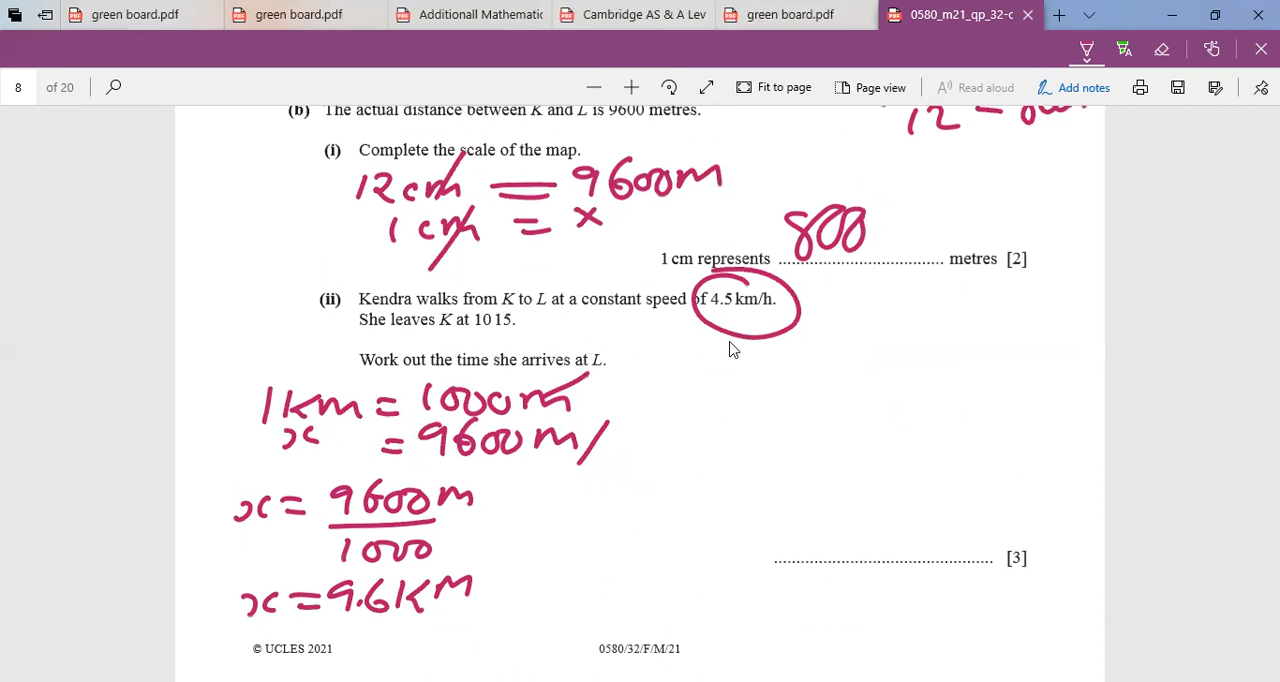 green board.pdf
green board.pdf
Additionall Mathematic
Cambridge AS & A Lev
green board.pdf
0580_m21_qp_32-c
8 of 20
Fit to page
Page view
Read aloud
Add notes
12 =
(b) The actual distance between K and L is 9600 metres.
(i) Complete the scale of the map.
12cm = 9600m
1cm = x
800
1 cm represents .................................... metres [2]
(ii) Kendra walks from K to L at a constant speed of 4.5 km/h.
She leaves K at 10 15.
Work out the time she arrives at L.
1km = 1000m
x = 9600m
x = 9600m
1000
x = 9.6KM
................................................ [3]
© UCLES 2021
0580/32/F/M/21